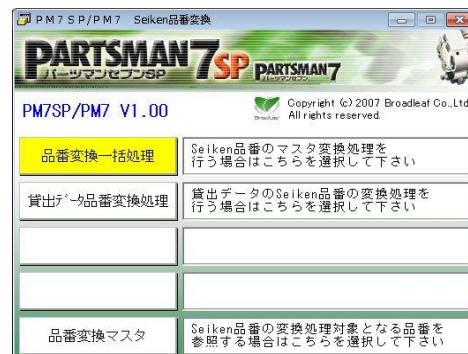 PM7SP/PM7 Seiken品番変換
PARTSMAN7SP
パーツマンセブンSP
PARTSMAN7
PM7SP/PM7 V1.00
Broadleaf
Copyright (c) 2007 Broadleaf Co.,Ltd
All rights reserved.
品番変換一括処理
Seiken品番のマスタ変換処理を
行う場合はこちらを選択して下さい
貸出ﾃﾞｰﾀ品番変換処理
貸出データのSeiken品番の変換処理を
行う場合はこちらを選択して下さい
品番変換マスタ
Seiken品番の変換処理対象となる品番を
参照する場合はこちらを選択して下さい